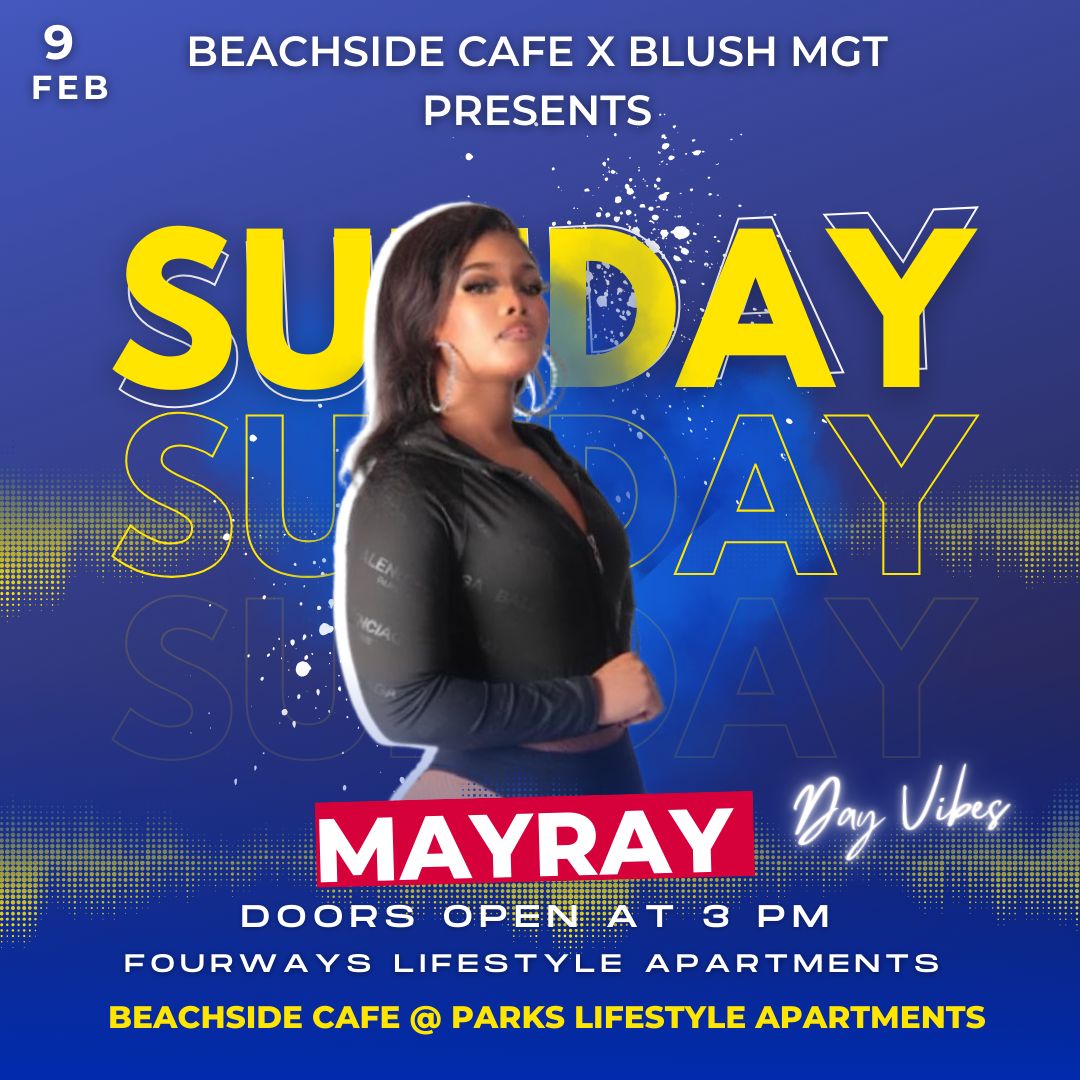 9
FEB
BEACHSIDE CAFE X BLUSH MGT
PRESENTS
SUNDAY
SUNDAY
SUNDAY
Day Vibes
MAYRAY
DOORS OPEN AT 3 PM
FOURWAYS LIFESTYLE APARTMENTS
BEACHSIDE CAFE @ PARKS LIFESTYLE APARTMENTS